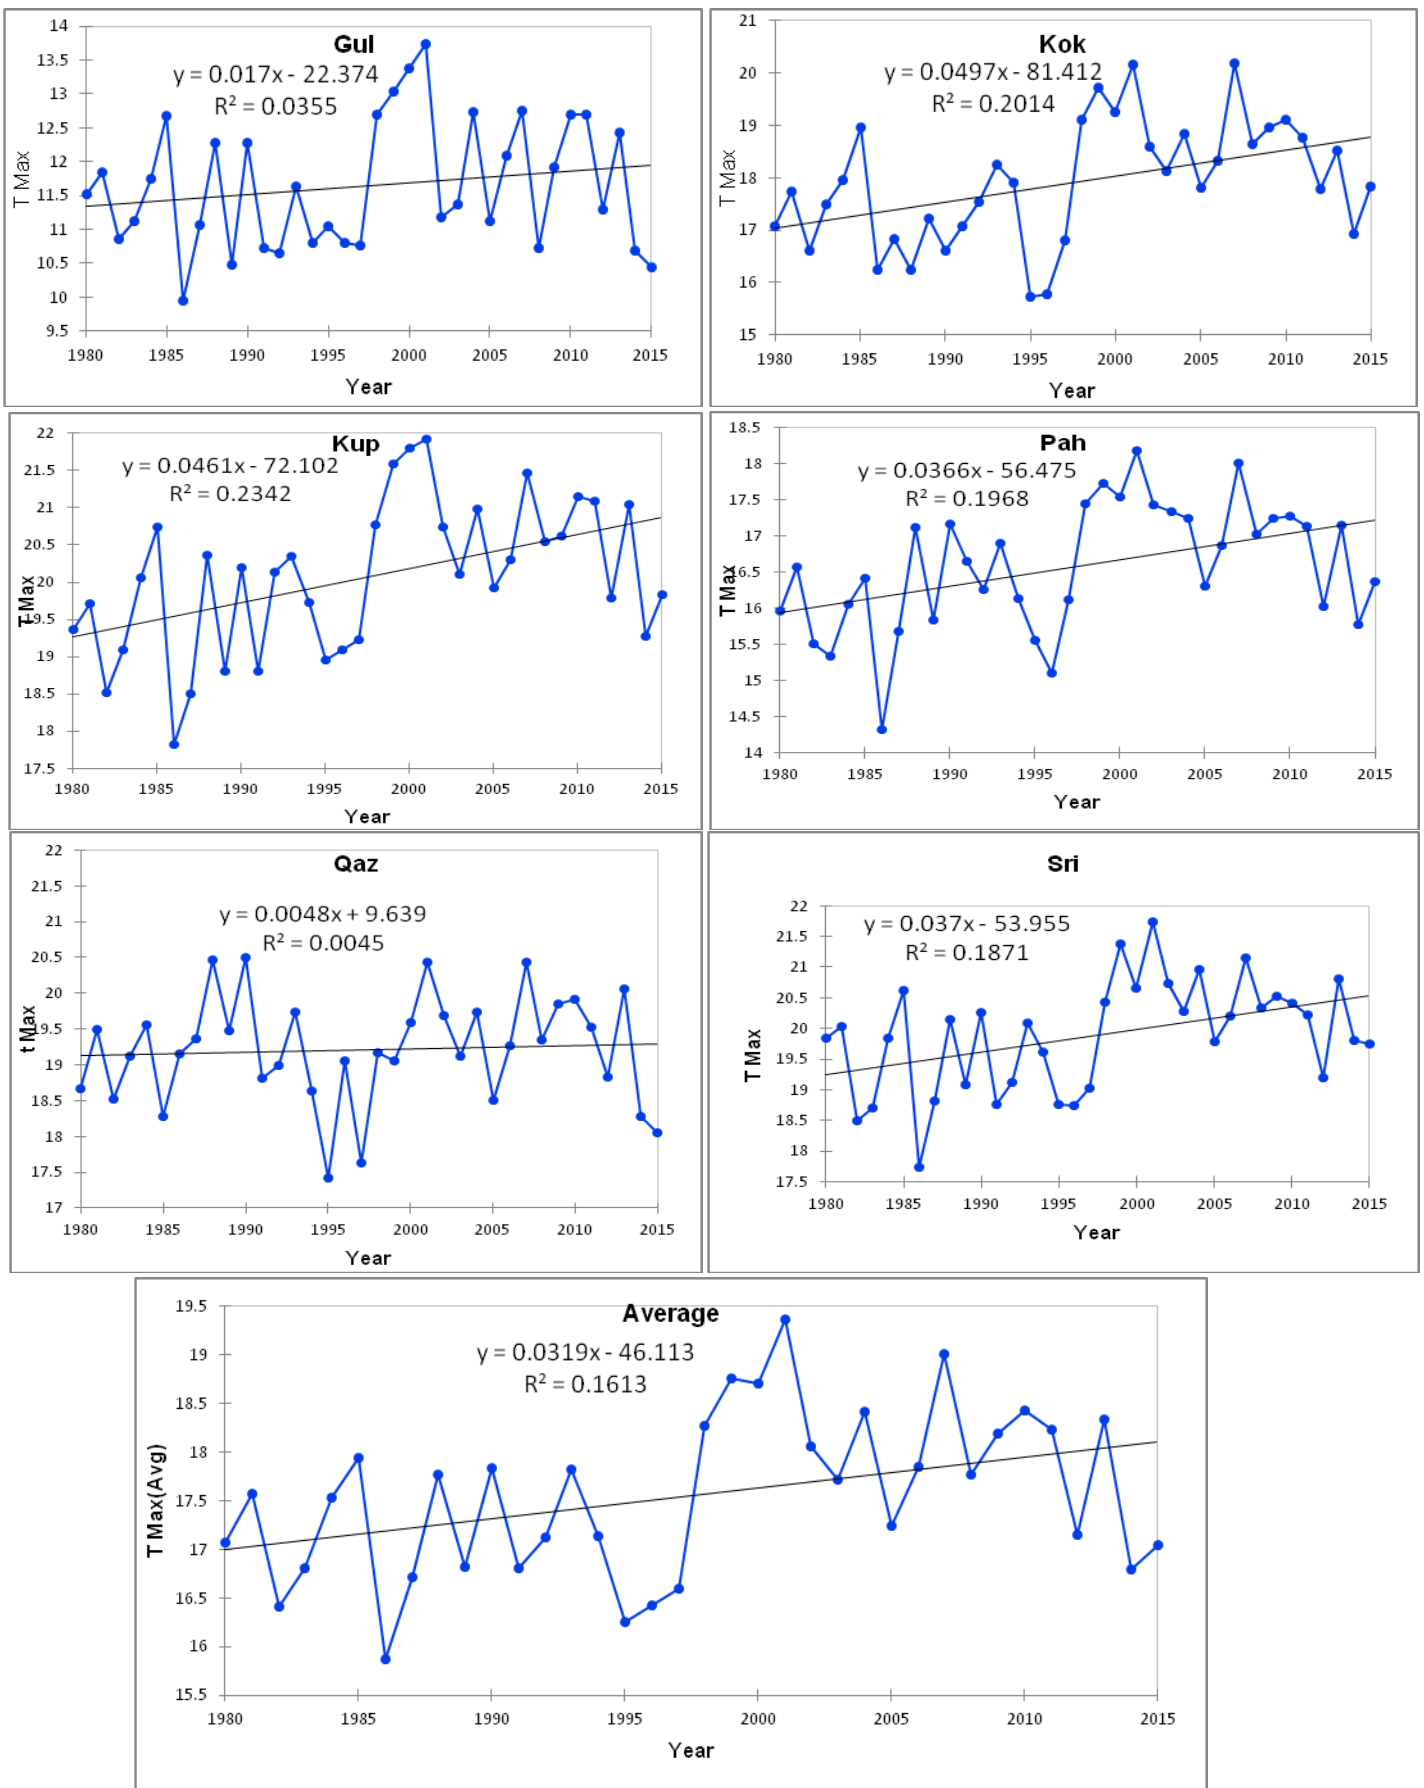 Gul
y = 0.017x - 22.374
R² = 0.0355
14
13.5
13
12.5
12
11.5
11
10.5
10
9.5
T Max
1980 1985 1990 1995 2000 2005 2010 2015
Year
Kok
y = 0.0497x - 81.412
R² = 0.2014
21
20
19
18
17
16
15
T Max
1980 1985 1990 1995 2000 2005 2010 2015
Year
Kup
y = 0.0461x - 72.102
R² = 0.2342
22
21.5
21
20.5
20
19.5
19
18.5
18
17.5
T Max
1980 1985 1990 1995 2000 2005 2010 2015
Year
Pah
y = 0.0366x - 56.475
R² = 0.1968
18.5
18
17.5
17
16.5
16
15.5
15
14.5
14
T Max
1980 1985 1990 1995 2000 2005 2010 2015
Year
Qaz
y = 0.0048x + 9.639
R² = 0.0045
22
21.5
21
20.5
20
19.5
19
18.5
18
17.5
17
t Max
1980 1985 1990 1995 2000 2005 2010 2015
Year
Sri
y = 0.037x - 53.955
R² = 0.1871
22
21.5
21
20.5
20
19.5
19
18.5
18
17.5
T Max
1980 1985 1990 1995 2000 2005 2010 2015
Year
Average
y = 0.0319x - 46.113
R² = 0.1613
19.5
19
18.5
18
17.5
17
16.5
16
15.5
T Max(Avg)
1980 1985 1990 1995 2000 2005 2010 2015
Year